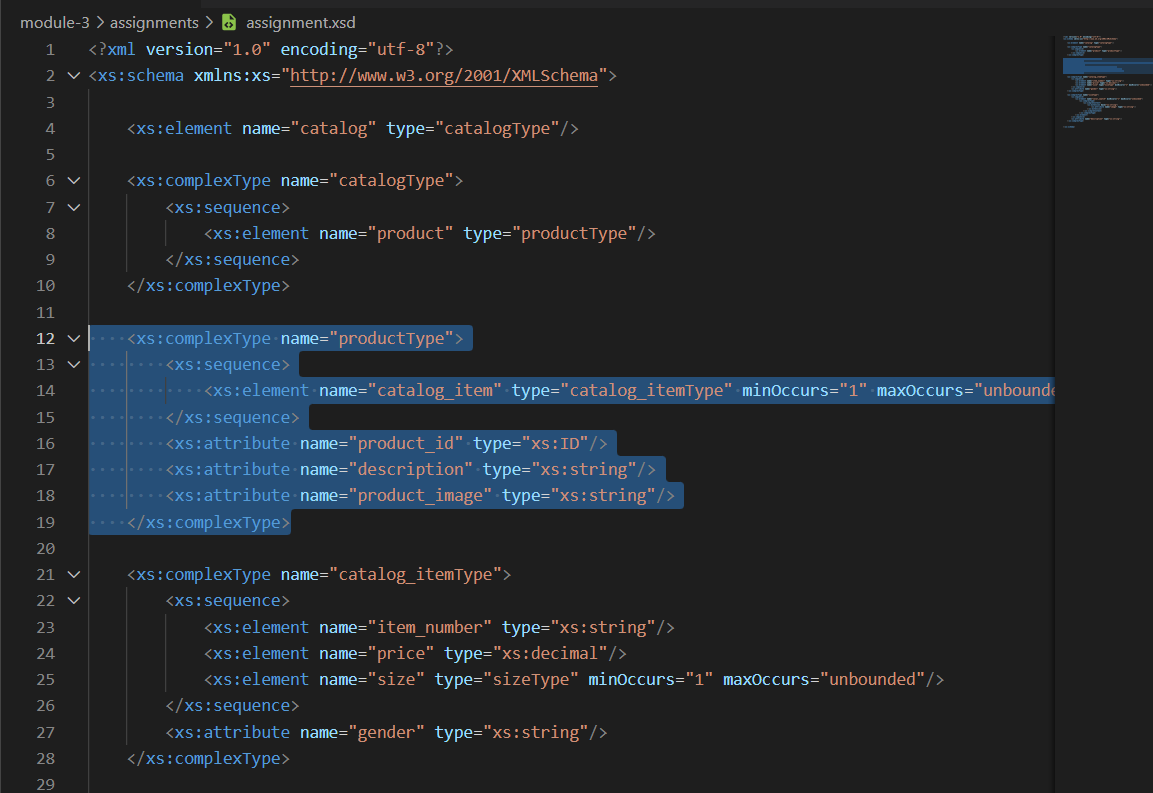 module-3 > assignments > assignment.xsd
1 <?xml version="1.0" encoding="utf-8"?>
2 <xs:schema xmlns:xs="http://www.w3.org/2001/XMLSchema">
3
4     <xs:element name="catalog" type="catalogType"/>
5
6     <xs:complexType name="catalogType">
7         <xs:sequence>
8             <xs:element name="product" type="productType"/>
9         </xs:sequence>
10     </xs:complexType>
11
12     <xs:complexType name="productType">
13         <xs:sequence>
14             <xs:element name="catalog_item" type="catalog_itemType" minOccurs="1" maxOccurs="unbounde
15         </xs:sequence>
16         <xs:attribute name="product_id" type="xs:ID"/>
17         <xs:attribute name="description" type="xs:string"/>
18         <xs:attribute name="product_image" type="xs:string"/>
19     </xs:complexType>
20
21     <xs:complexType name="catalog_itemType">
22         <xs:sequence>
23             <xs:element name="item_number" type="xs:string"/>
24             <xs:element name="price" type="xs:decimal"/>
25             <xs:element name="size" type="sizeType" minOccurs="1" maxOccurs="unbounded"/>
26         </xs:sequence>
27         <xs:attribute name="gender" type="xs:string"/>
28     </xs:complexType>
29